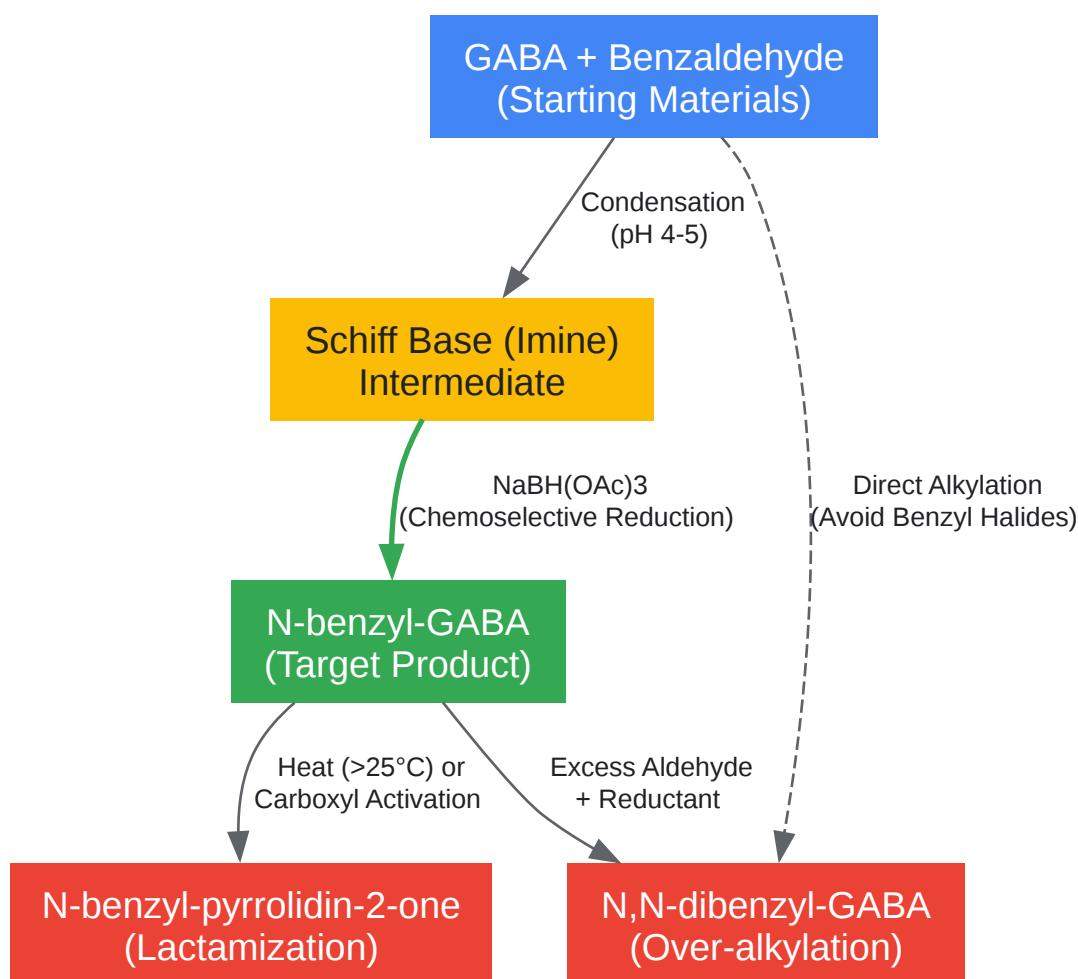 GABA + Benzaldehyde
(Starting Materials)
Condensation
(pH 4-5)
Schiff Base (Imine)
Intermediate
NaBH(OAc)3
(Chemoselective Reduction)
Direct Alkylation
(Avoid Benzyl Halides)
N-benzyl-GABA
(Target Product)
Heat (>25°C) or
Carboxyl Activation
Excess Aldehyde
+ Reductant
N-benzyl-pyrrolidin-2-one
(Lactamization)
N,N-dibenzyl-GABA
(Over-alkylation)